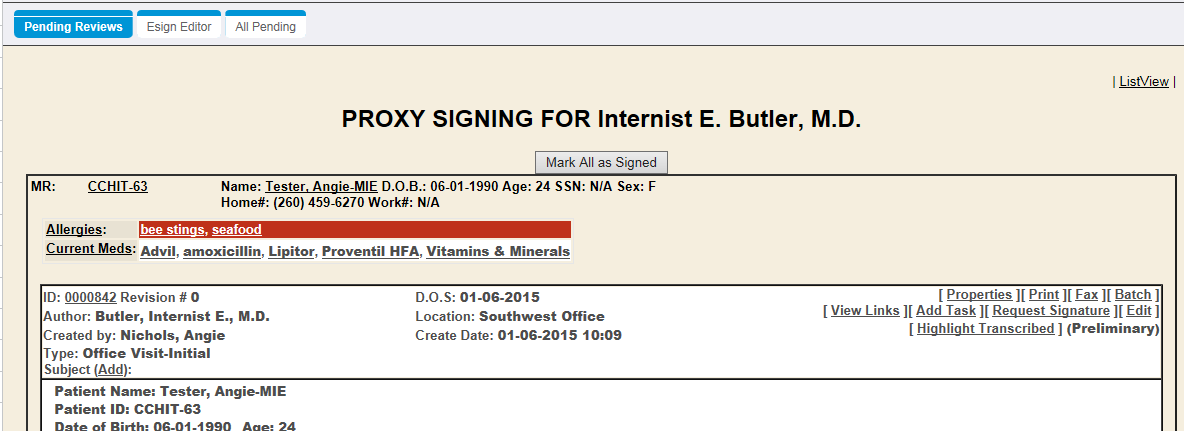 Pending Reviews Esign Editor All Pending
| ListView |
PROXY SIGNING FOR Internist E. Butler, M.D.
Mark All as Signed
MR: CCHIT-63 Name: Tester, Angie-MIE D.O.B.: 06-01-1990 Age: 24 SSN: N/A Sex: F
Home#: (260) 459-6270 Work#: N/A
Allergies: bee stings, seafood
Current Meds: Advil, amoxicillin, Lipitor, Proventil HFA, Vitamins & Minerals
ID: 0000842 Revision # 0 D.O.S: 01-06-2015 [ Properties ][ Print ][ Fax ][ Batch ]
Author: Butler, Internist E., M.D. Location: Southwest Office [ View Links ][ Add Task ][ Request Signature ][ Edit ]
Created by: Nichols, Angie Create Date: 01-06-2015 10:09 [ Highlight Transcribed ] (Preliminary)
Type: Office Visit-Initial
Subject (Add):
Patient Name: Tester, Angie-MIE
Patient ID: CCHIT-63
Date of Birth: 06-01-1990 Age: 24